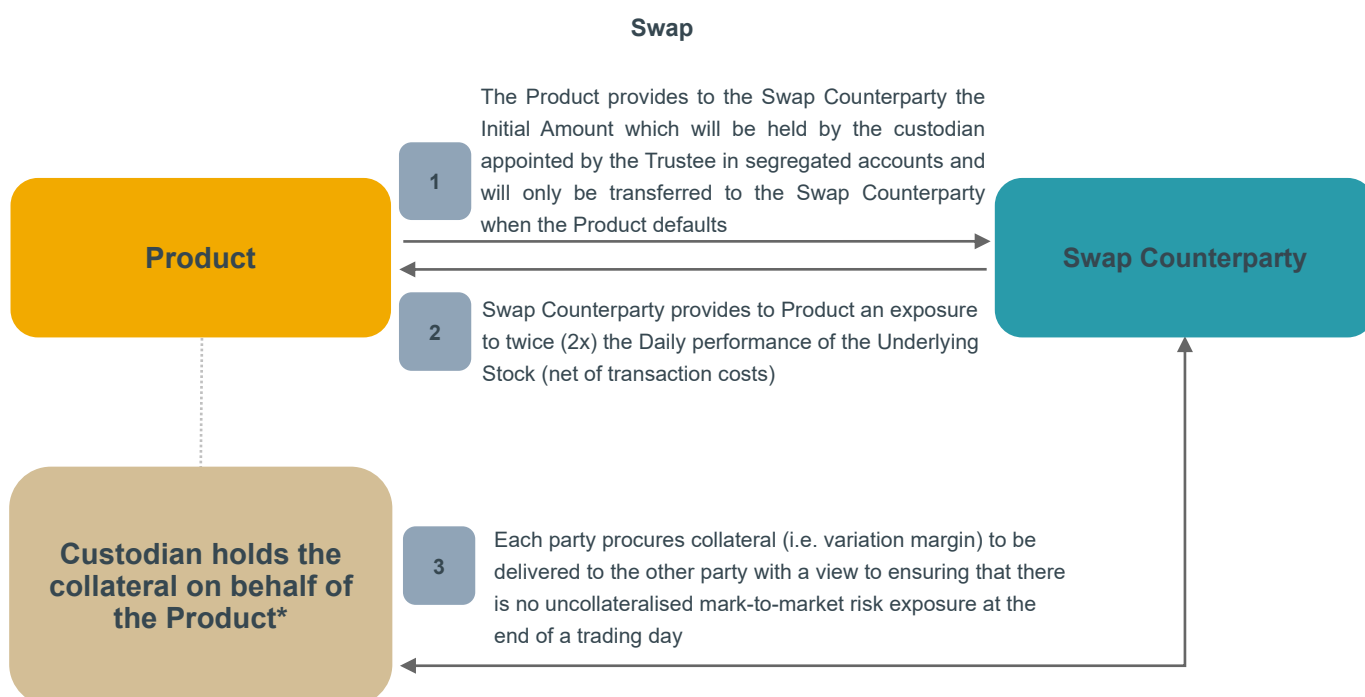 Swap
The Product provides to the Swap Counterparty the
Initial Amount which will be held by the custodian
appointed by the Trustee in segregated accounts and
will only be transferred to the Swap Counterparty
when the Product defaults
1
Product
Swap Counterparty
2
Swap Counterparty provides to Product an exposure
to twice (2x) the Daily performance of the Underlying
Stock (net of transaction costs)
Custodian holds the
collateral on behalf of
the Product*
3
Each party procures collateral (i.e. variation margin) to be
delivered to the other party with a view to ensuring that there
is no uncollateralised mark-to-market risk exposure at the
end of a trading day